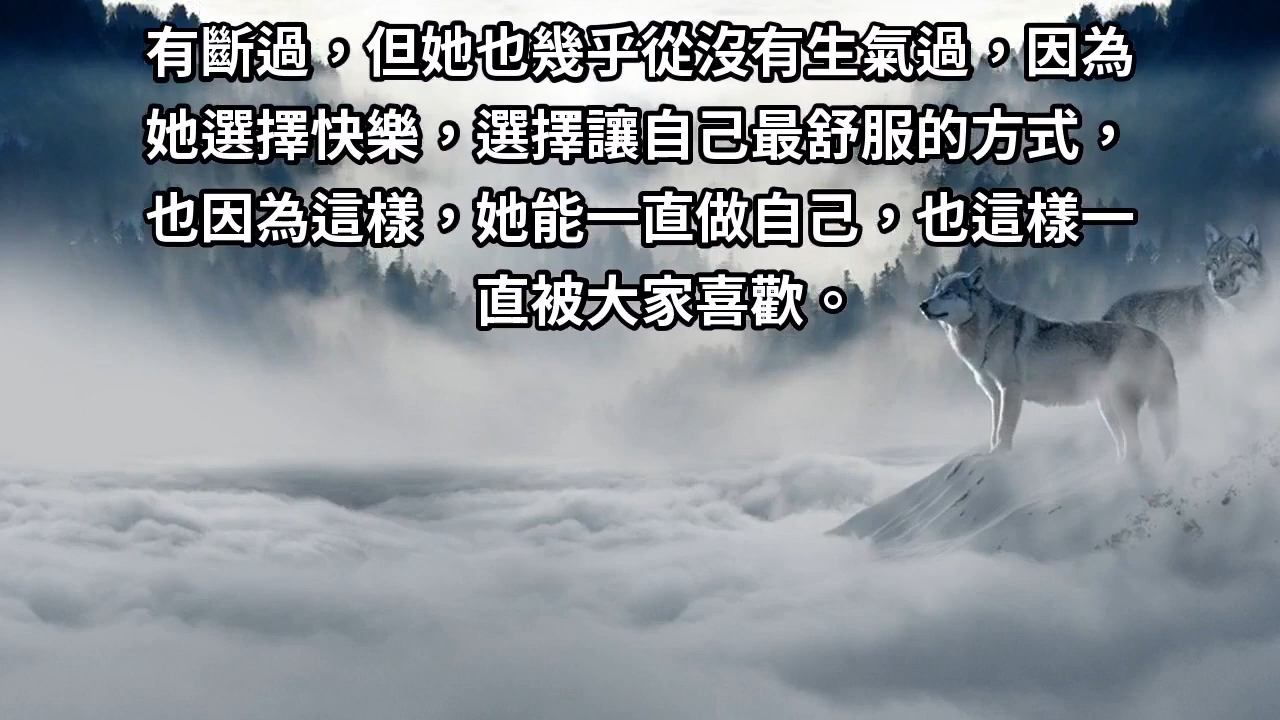 有斷過，但她也幾乎從沒有生氣過，因為
她選擇快樂，選擇讓自己最舒服的方式，
也因為這樣，她能一直做自己，也這樣一
直被大家喜歡。